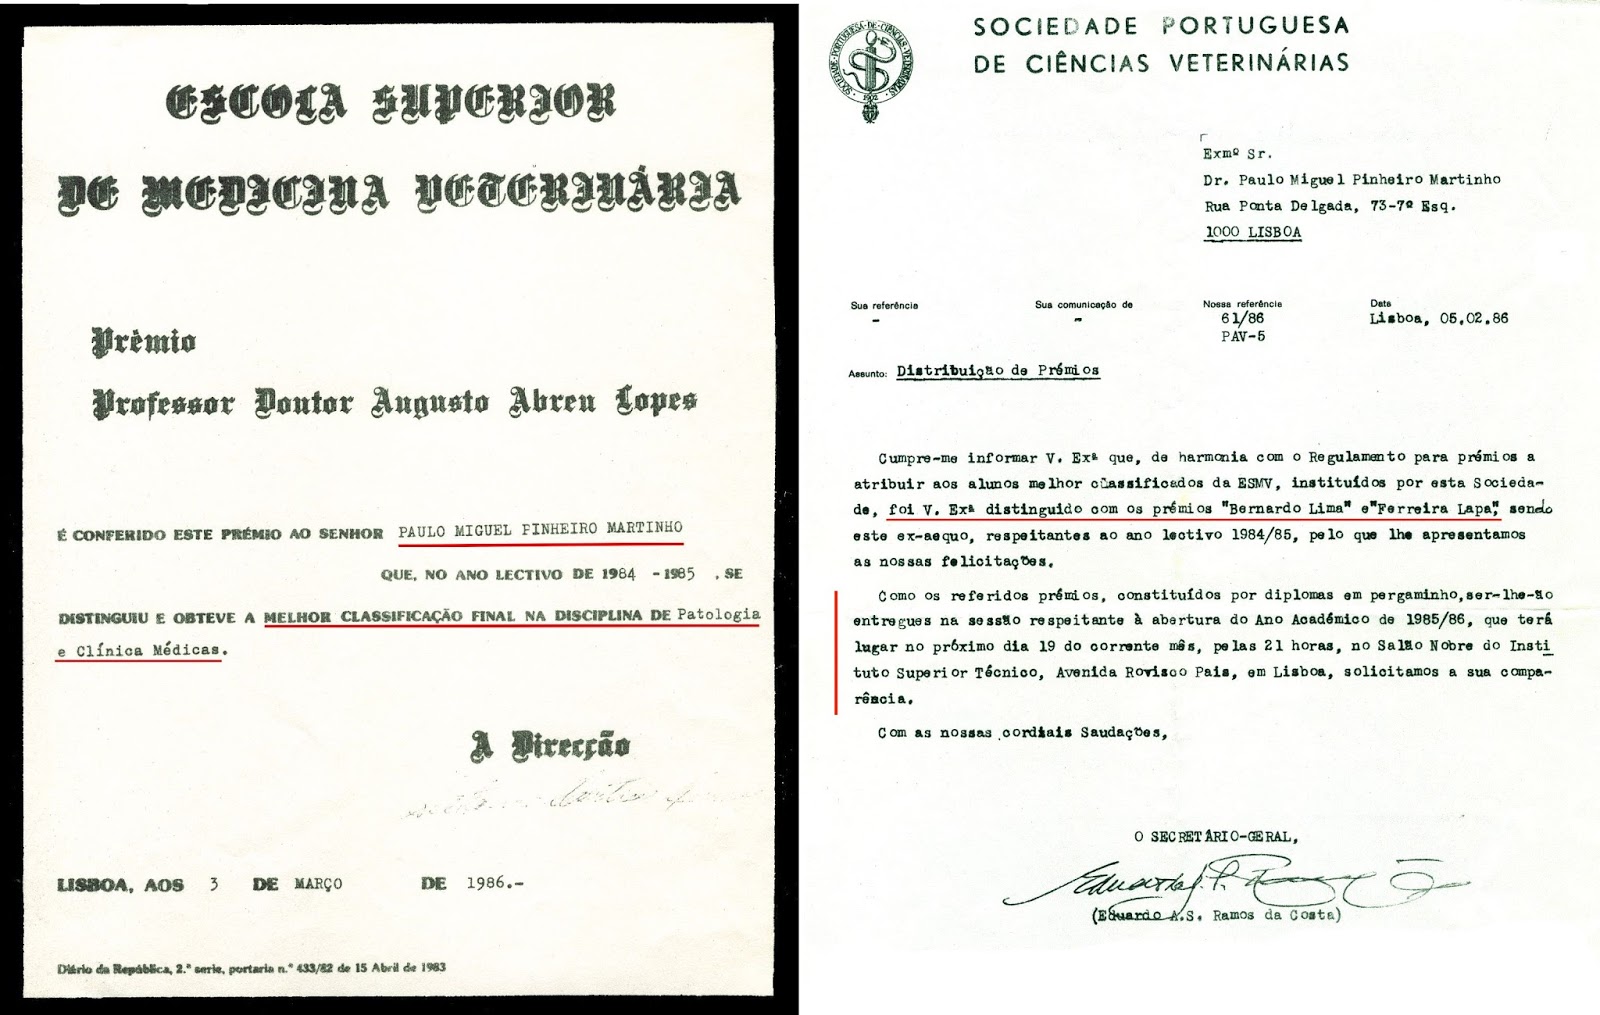 ESCOLA SUPERIOR
DE MEDICINA VETERINÁRIA
Prémio
Professor Doutor Augusto Abreu Lopes
É CONFERIDO ESTE PRÉMIO AO SENHOR PAULO MIGUEL PINHEIRO MARTINHO
QUE, NO ANO LECTIVO DE 1984 - 1985 , SE
DISTINGUIU E OBTEVE A MELHOR CLASSIFICAÇÃO FINAL NA DISCIPLINA DE Patologia
e Clínica Médicas.
A Direcção
LISBOA, AOS 3 DE MARÇO DE 1986.-
Diário da República, 2.ª serie, portaria n.º 433/82 de 15 Abril de 1983
SOCIEDADE PORTUGUESA
DE CIÊNCIAS VETERINÁRIAS
SOCIEDADE·PORTUGUESA·DE·CIÊNCIAS·VETERINÁRIAS·
1902
Exmº Sr.
Dr. Paulo Miguel Pinheiro Martinho
Rua Ponta Delgada, 73-7º Esq.
1000 LISBOA
Sua referência Sua comunicação de Nossa referência Data
- - 61/86 Lisboa, 05.02.86
PAV-5
Assunto: Distribuição de Prémios
Cumpre-me informar V. Exª que, de harmonia com o Regulamento para prémios a
atribuir aos alunos melhor classificados da ESMV, instituídos por esta Socieda-
de, foi V. Exª distinguido com os prémios "Bernardo Lima" e "Ferreira Lapa", sendo
este ex-aequo, respeitantes ao ano lectivo 1984/85, pelo que lhe apresentamos
as nossas felicitações.
Como os referidos prémios, constituídos por diplomas em pergaminho, ser-lhe-ão
entregues na sessão respeitante à abertura do Ano Académico de 1985/86, que terá
lugar no próximo dia 19 do corrente mês, pelas 21 horas, no Salão Nobre do Insti
tuto Superior Técnico, Avenida Rovisco Pais, em Lisboa, solicitamos a sua compa-
rência.
Com as nossas cordiais Saudações,
O SECRETÁRIO-GERAL,
(Eduardo A.S. Ramos da Costa)